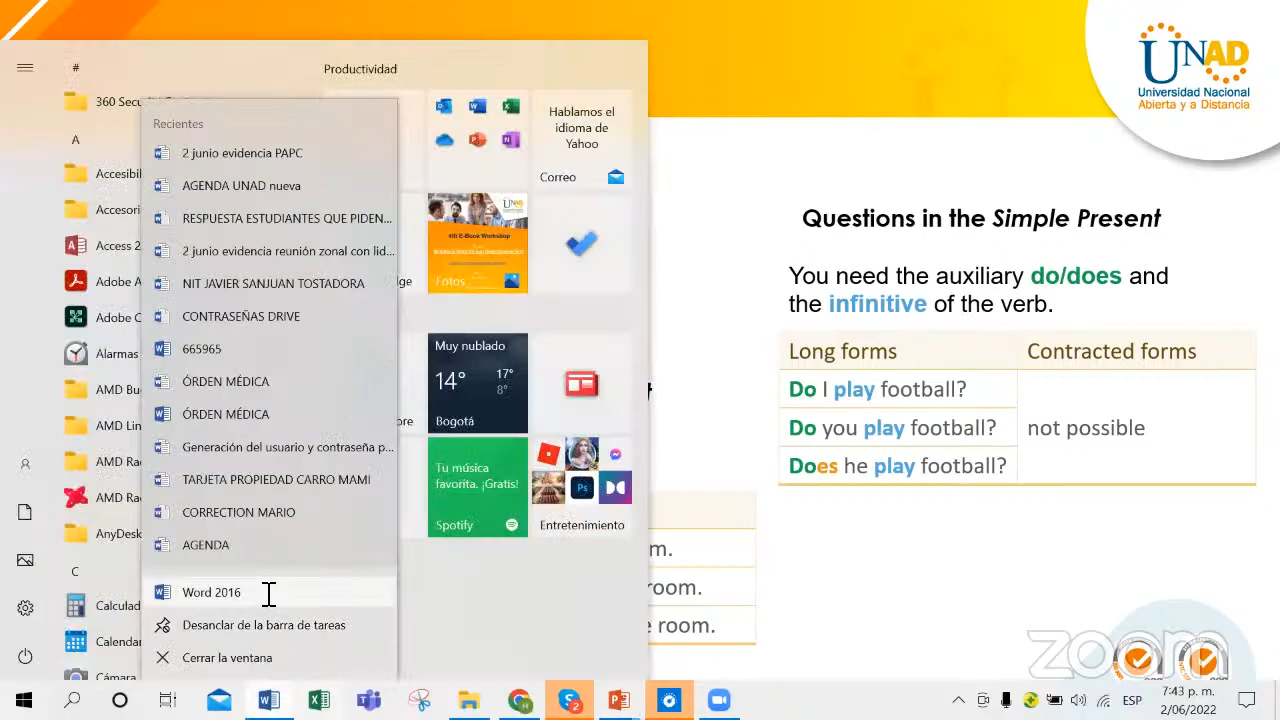 UNAD
Universidad Nacional
Abierta y a Distancia
#
Productividad
360 Secu
Recientes
2 junio evidencia PAPC
AGENDA UNAD nueva
RESPUESTA ESTUDIANTES QUE PIDEN...
2 junio evidencia reunión zonal con lid...
NIT JAVIER SANJUAN TOSTADORA
CONTRASEÑAS DRIVE
665965
ÓRDEN MÉDICA
ÓRDEN MÉDICA
Generación del usuario y contraseña p...
TARJETA PROPIEDAD CARRO MAMI
CORRECTION MARIO
AGENDA
Word 2016
Desanclar de la barra de tareas
Cerrar la ventana
A
Accesibil
Accesori
Access 2
Adobe A
Adobe C
Alarmas
AMD Bu
AMD Lin
AMD Ra
AMD Ra
AnyDesk
C
Calculad
Calendar
Cámara
Hablamos el
idioma de
Yahoo
Correo
4th E-Book Workshop
Fotos
dge
Muy nublado
14°
17°
8°
Bogotá
ore
Tu música
favorita. ¡Gratis!
Spotify
Ps
Entretenimiento
Questions in the Simple Present
You need the auxiliary do/does and
the infinitive of the verb.
Long forms
Contracted forms
Do I play football?
Do you play football?
not possible
Does he play football?
m.
room.
e room.
zoom
2
ESP
7:43 p. m.
2/06/2022